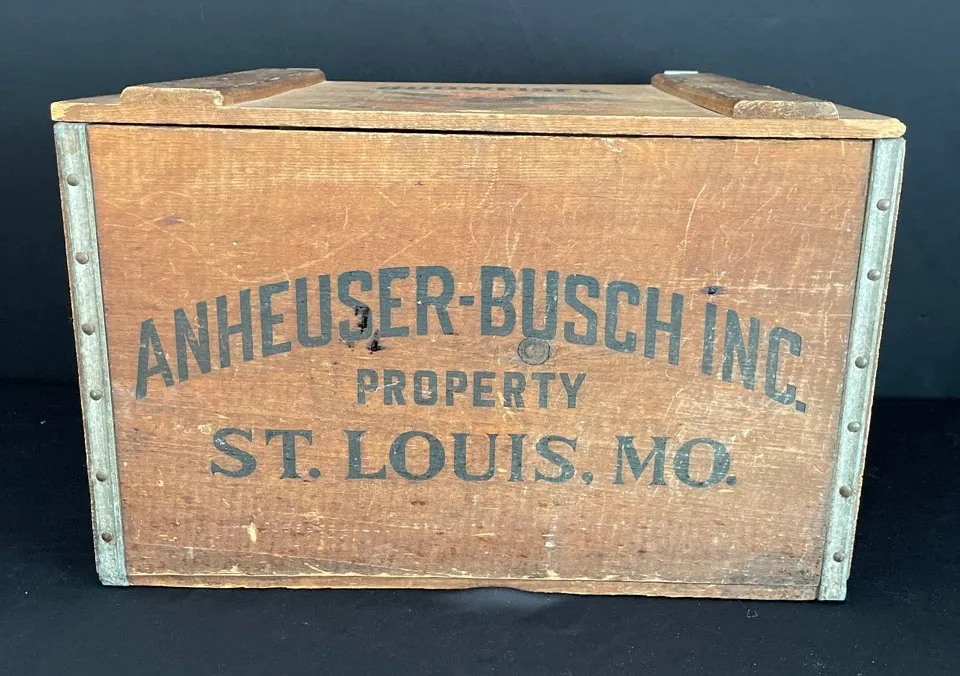 ANHEUSER-BUSCH INC.
PROPERTY
ST. LOUIS, MO.